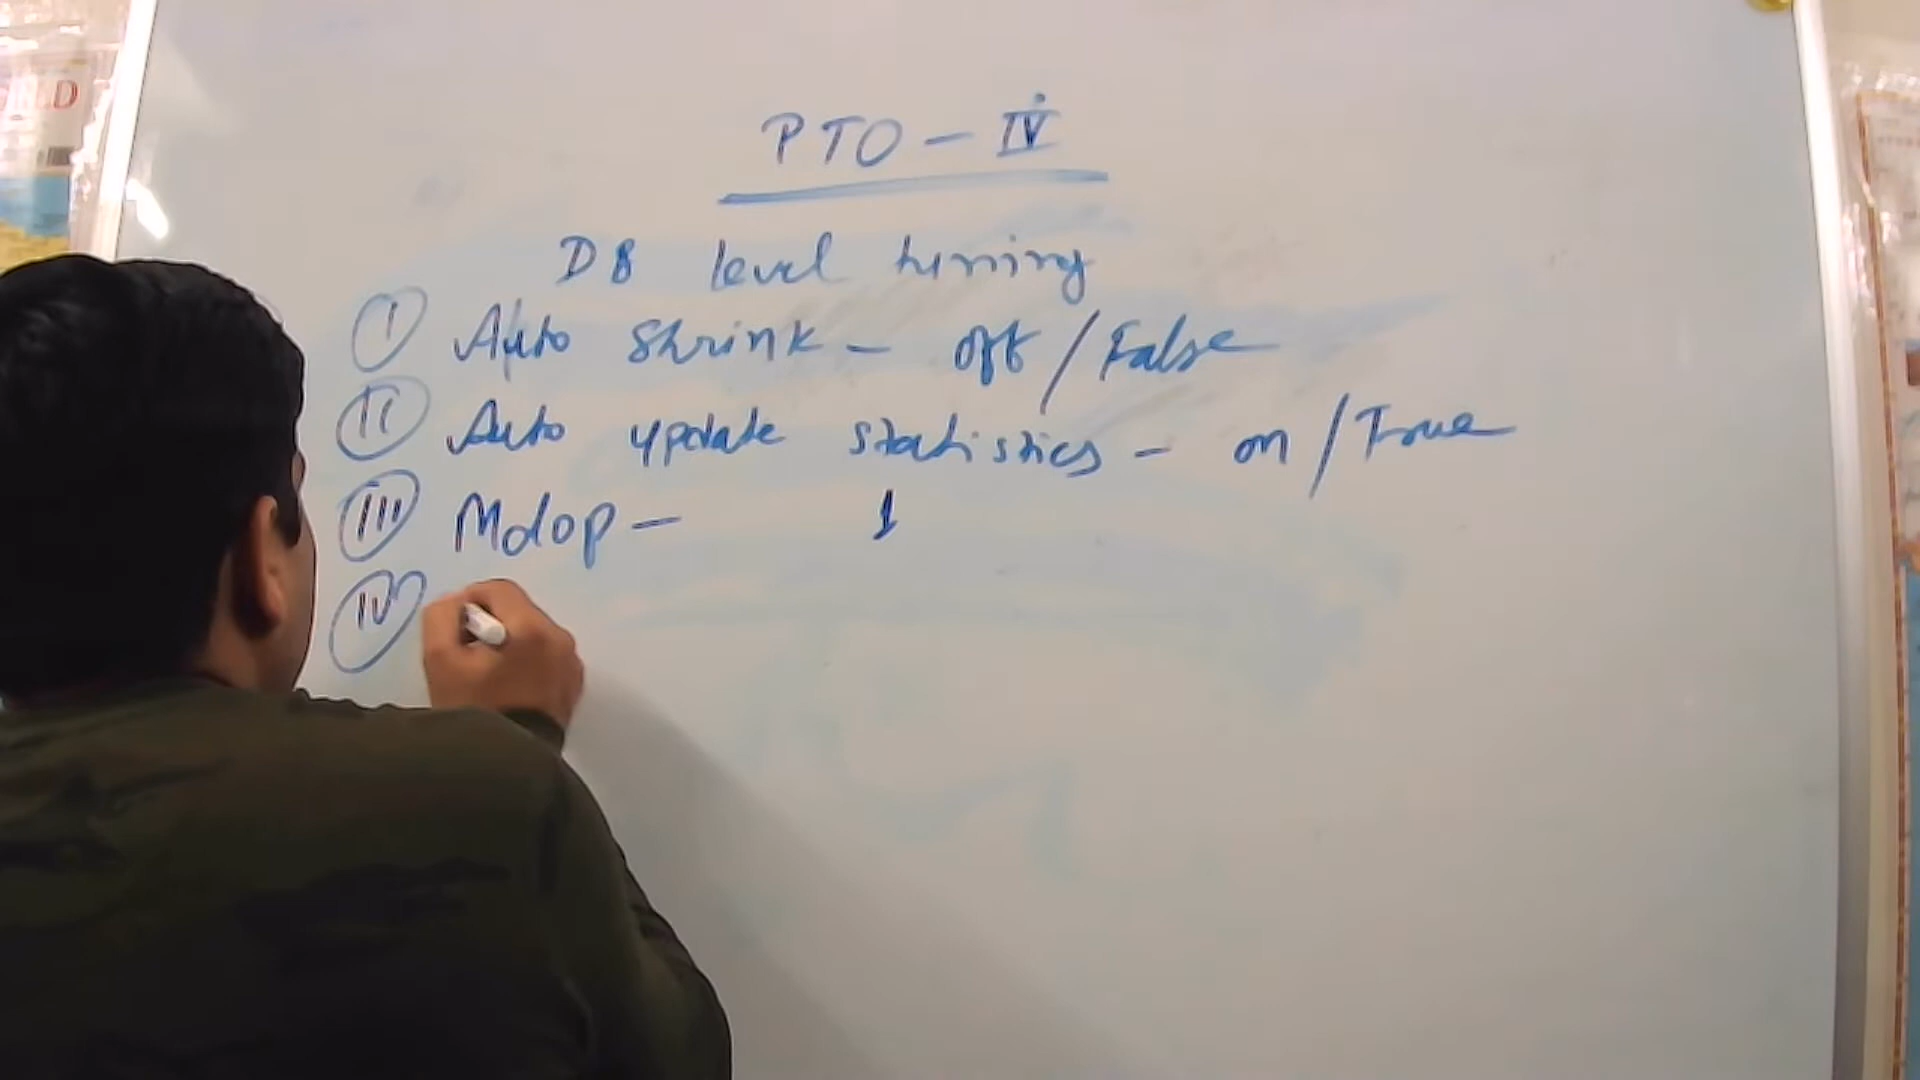 PTO - IV
DB level tuning
I Auto Shrink - off / False
II Auto update statistics - on / True
III Mdop - 1
IV